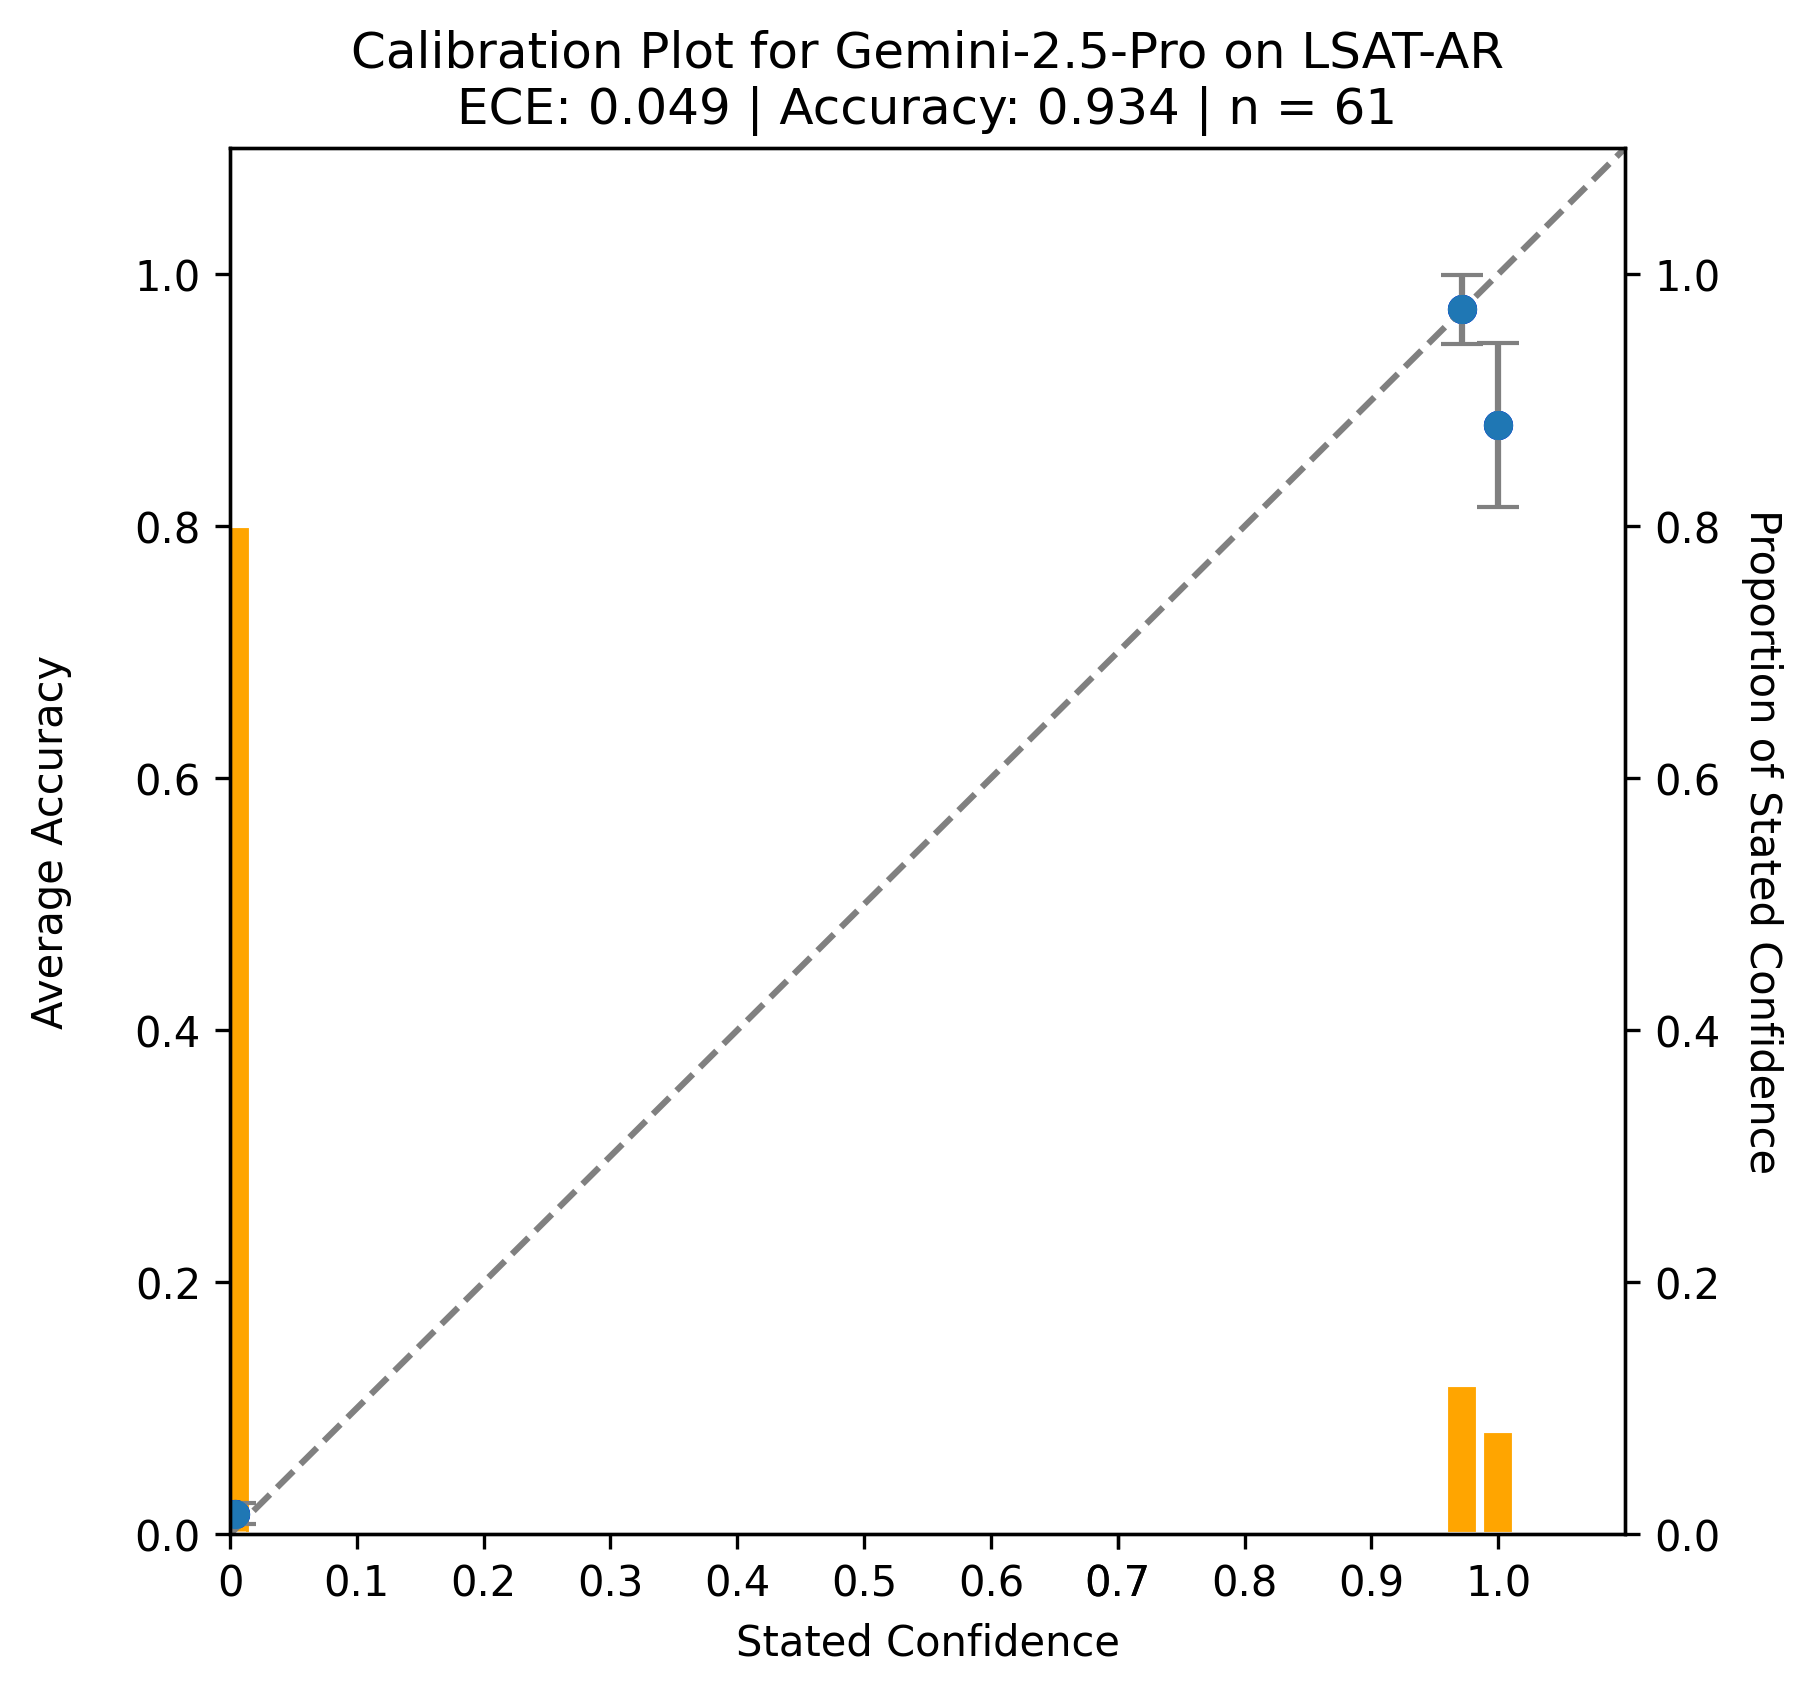 Calibration Plot for Gemini-2.5-Pro on LSAT-AR
ECE: 0.049 | Accuracy: 0.934 | n = 61
Average Accuracy
1.0
0.8
0.6
0.4
0.2
0.0
0 0.1 0.2 0.3 0.4 0.5 0.6 0.7 0.8 0.9 1.0
Stated Confidence
1.0
0.8
0.6
0.4
0.2
0.0
Proportion of Stated Confidence